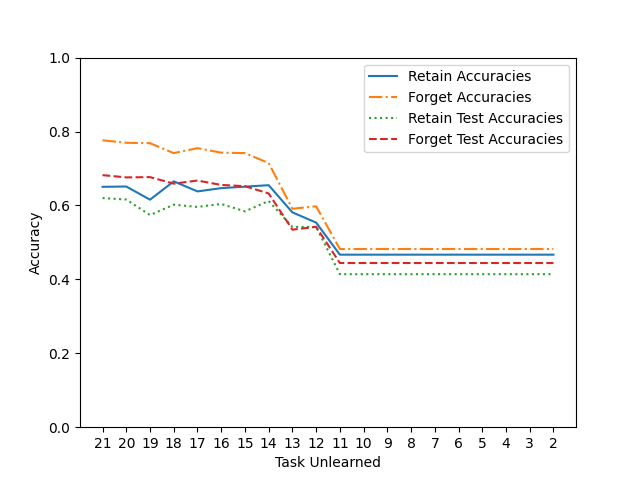 1.0
0.8
0.6
0.4
0.2
0.0
Accuracy
Retain Accuracies
Forget Accuracies
Retain Test Accuracies
Forget Test Accuracies
21 20 19 18 17 16 15 14 13 12 11 10 9 8 7 6 5 4 3 2
Task Unlearned